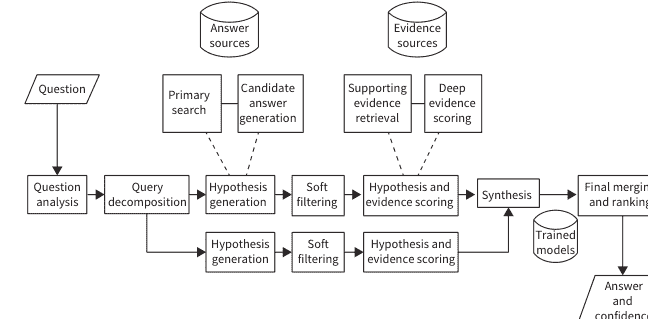 Answer
sources
Evidence
sources
Question
Primary
search
Candidate
answer
generation
Supporting
evidence
retrieval
Deep
evidence
scoring
Question
analysis
Query
decomposition
Hypothesis
generation
Soft
filtering
Hypothesis and
evidence scoring
Synthesis
Final merging
and ranking
Trained
models
Hypothesis
generation
Soft
filtering
Hypothesis and
evidence scoring
Answer
and
confidence